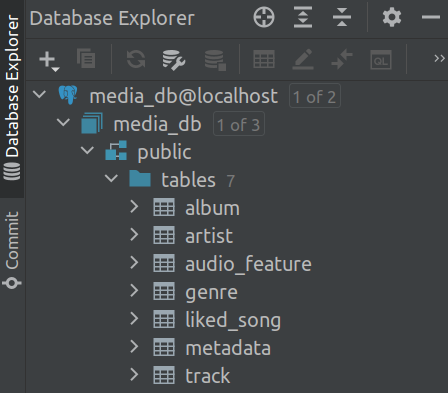 Database Explorer
Database Explorer
Commit
QL
media_db@localhost 1 of 2
media_db 1 of 3
public
tables 7
album
artist
audio_feature
genre
liked_song
metadata
track